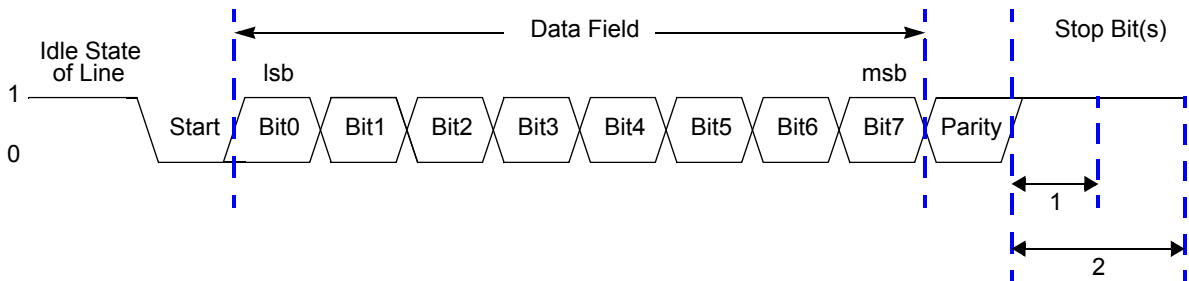 Data Field
Stop Bit(s)
Idle State
of Line
lsb
msb
1
Start
Bit0
Bit1
Bit2
Bit3
Bit4
Bit5
Bit6
Bit7
Parity
0
1
2